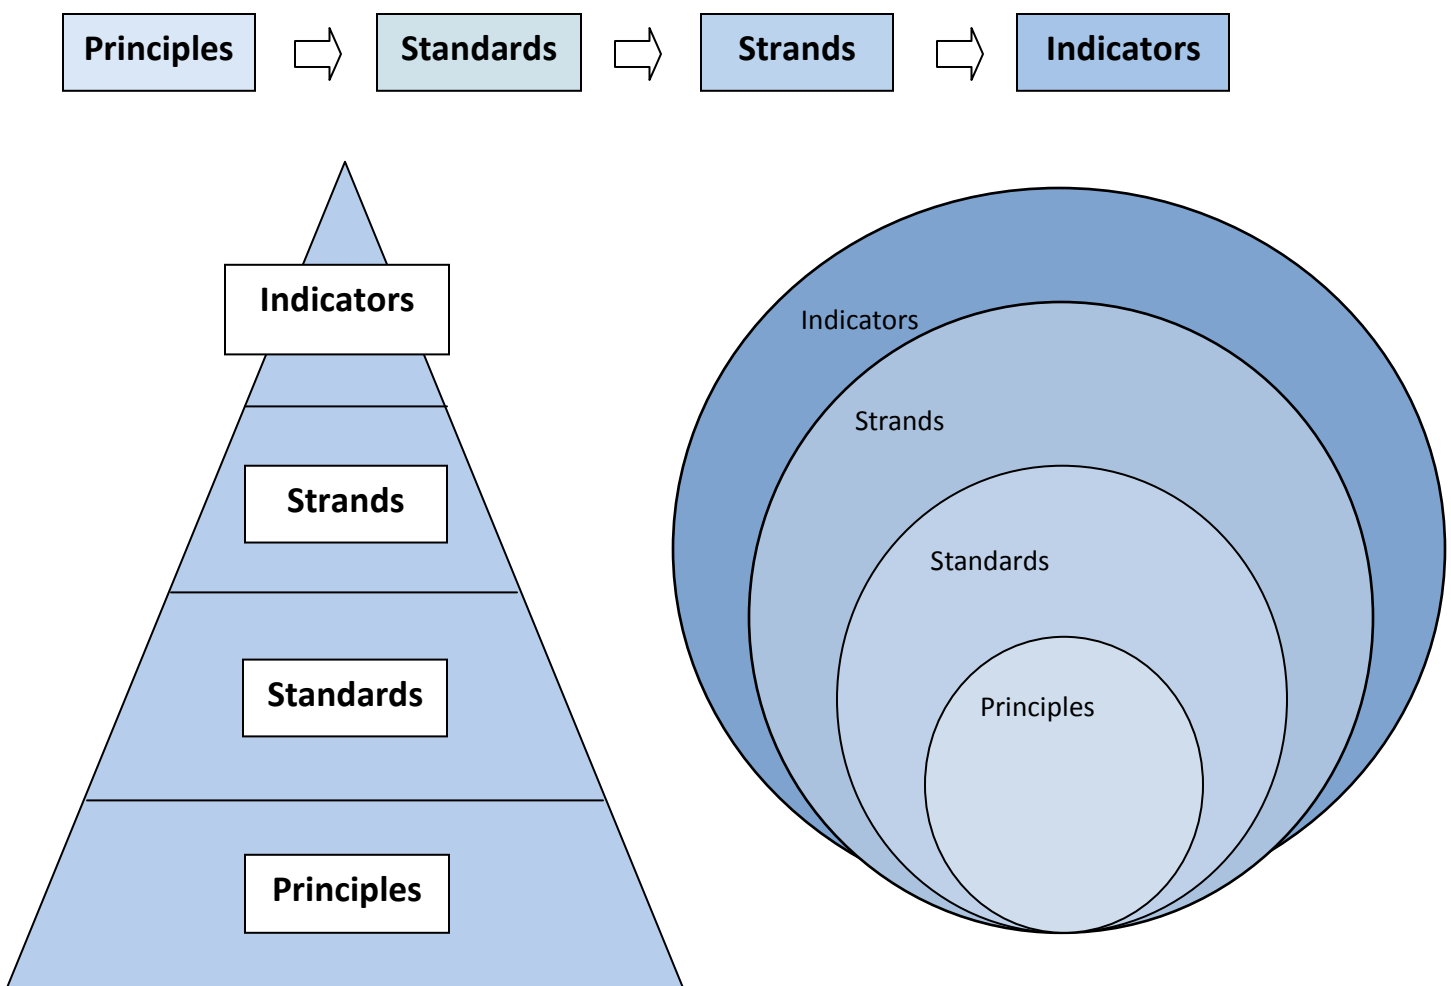 Principles
Standards
Strands
Indicators
Indicators
Strands
Standards
Principles
Indicators
Strands
Standards
Principles